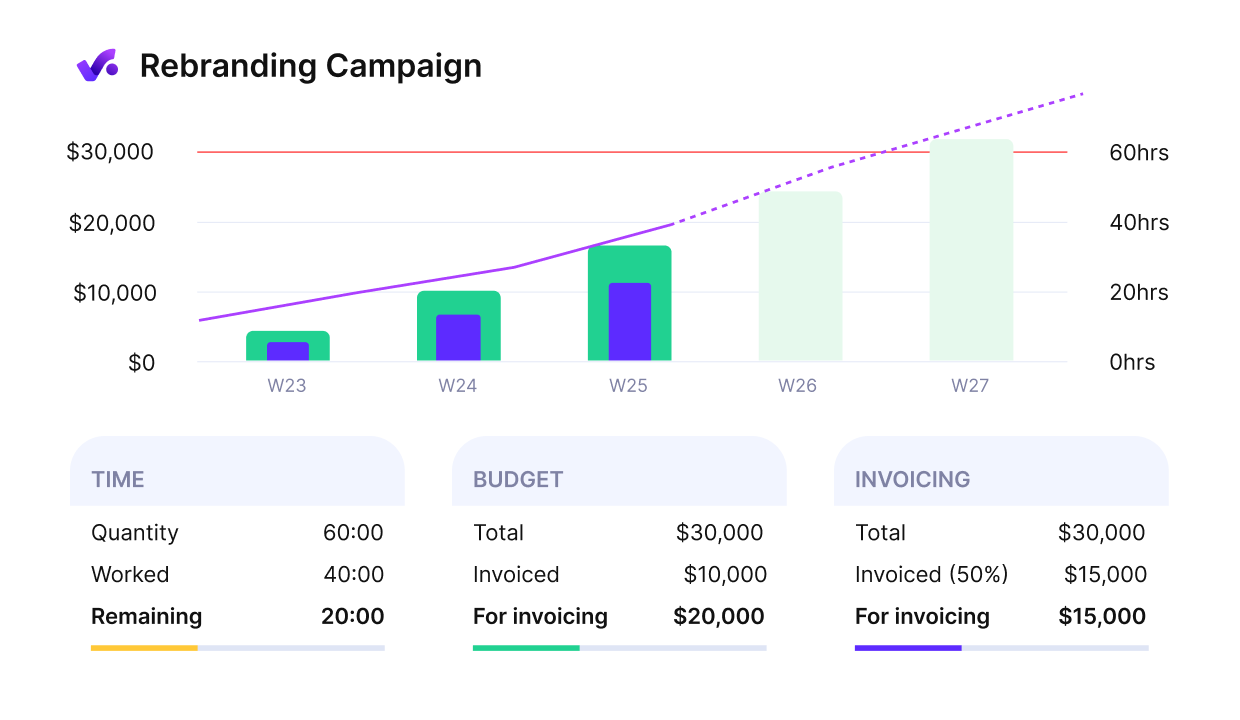 Rebranding Campaign
$30,000 60hrs
$20,000 40hrs
$10,000 20hrs
$0 0hrs
W23 W24 W25 W26 W27
TIME
Quantity 60:00
Worked 40:00
Remaining 20:00
BUDGET
Total $30,000
Invoiced $10,000
For invoicing $20,000
INVOICING
Total $30,000
Invoiced (50%) $15,000
For invoicing $15,000